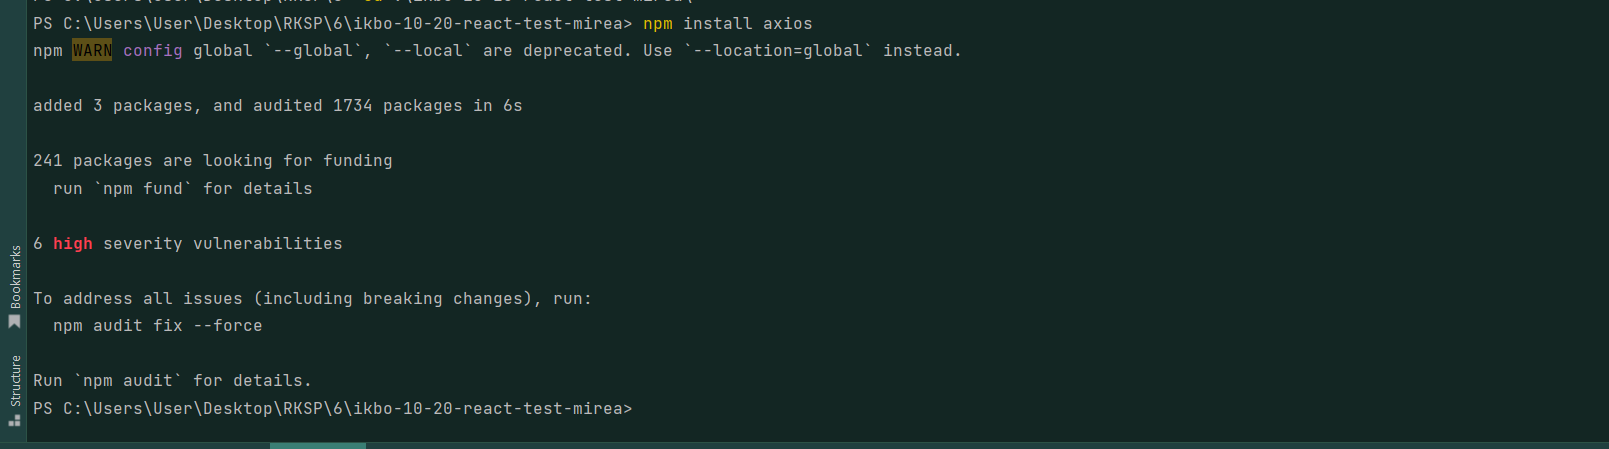 PS C:\Users\User\Desktop\RKSP\6\ikbo-10-20-react-test-mirea> npm install axios
npm WARN config global `--global`, `--local` are deprecated. Use `--location=global` instead.
added 3 packages, and audited 1734 packages in 6s
241 packages are looking for funding
  run `npm fund` for details
6 high severity vulnerabilities
To address all issues (including breaking changes), run:
  npm audit fix --force
Run `npm audit` for details.
PS C:\Users\User\Desktop\RKSP\6\ikbo-10-20-react-test-mirea>
Bookmarks
Structure